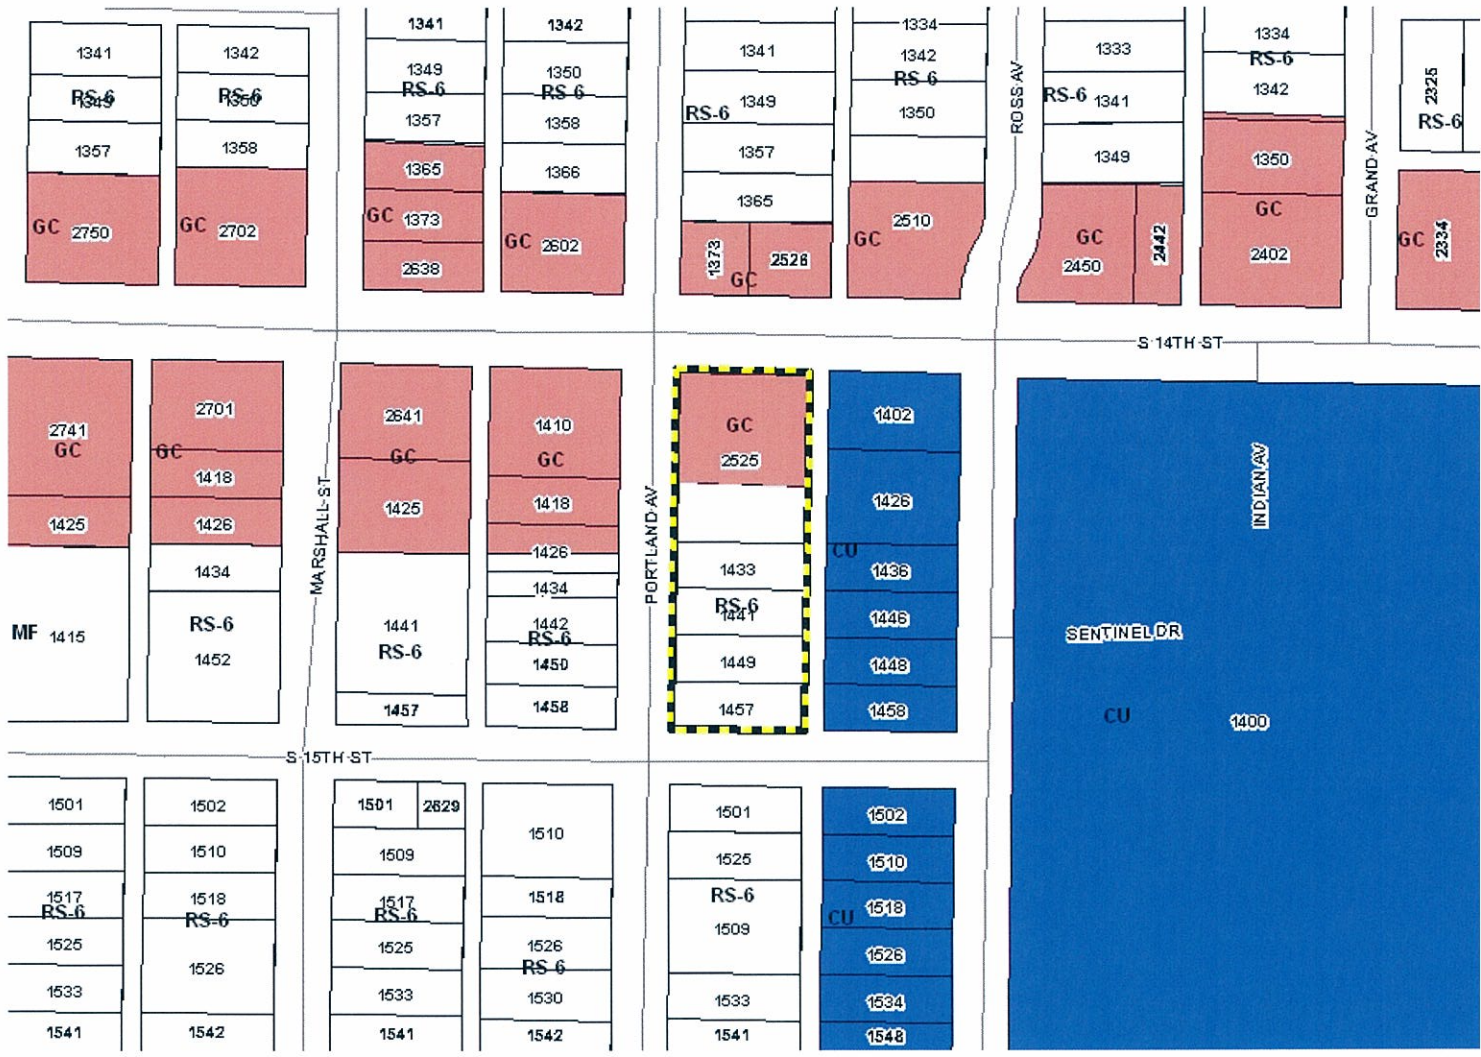 1341
RS-6
1349
1357
GC
2750
1342
RS-6
1350
1358
GC
2702
1341
1349
RS-6
1357
1365
GC
1373
2638
1342
1350
RS-6
1358
1366
GC
2602
1341
RS-6
1349
1357
1365
1373
GC
2526
1334
1342
RS-6
1350
2510
GC
ROSS AV
1333
RS-6
1341
1349
GC
2450
2442
1334
RS-6
1342
1350
GC
2402
GRAND AV
2325
RS-6
GC
2334
S 14TH ST
2741
GC
1425
MF
1415
2701
GC
1418
1426
1434
RS-6
1452
MARSHALL ST
2641
GC
1425
1441
RS-6
1457
1410
GC
1418
1426
1434
1442
RS-6
1450
1458
PORTLAND AV
GC
2525
1433
RS-6
1441
1449
1457
1402
1426
CU
1436
1446
1448
1458
INDIAN AV
SENTINEL DR
CU
1400
S 15TH ST
1501
1509
1517
RS-6
1525
1533
1541
1502
1510
1518
RS-6
1526
1542
1501
2629
1509
1517
RS-6
1525
1533
1541
1510
1518
1526
RS-6
1530
1542
1501
1525
RS-6
1509
1533
1541
1502
1510
CU
1518
1526
1534
1548